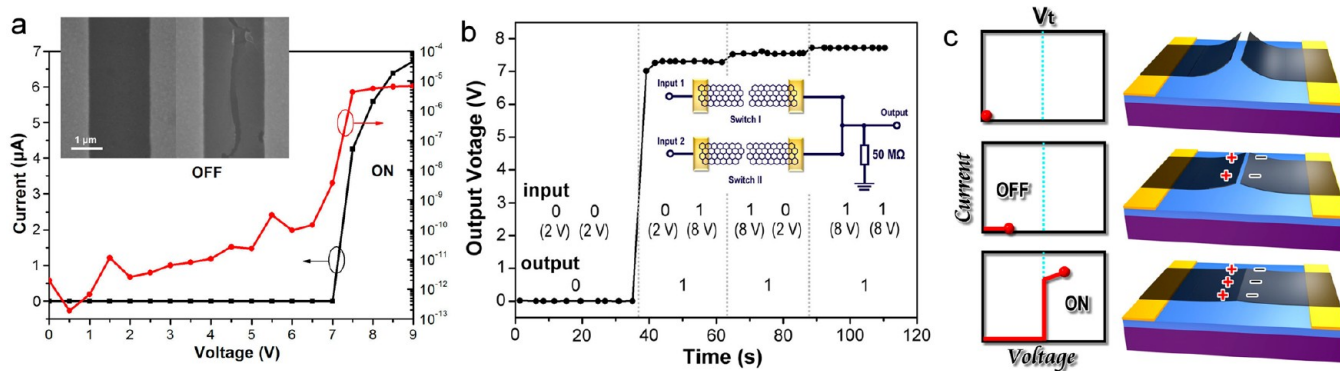 a
1 µm
OFF
ON
Current (µA)
7
6
5
4
3
2
1
0
10⁻⁴
10⁻⁵
10⁻⁶
10⁻⁷
10⁻⁸
10⁻⁹
10⁻¹⁰
10⁻¹¹
10⁻¹²
10⁻¹³
0 1 2 3 4 5 6 7 8 9
Voltage (V)
b
Output Votage (V)
8
7
6
5
4
3
2
1
0
Input 1
Switch I
Output
Input 2
Switch II
50 MΩ
input
0 0 0 1 1 0 1 1
(2 V) (2 V) (2 V) (8 V) (8 V) (2 V) (8 V) (8 V)
output
0 1 1 1
0 20 40 60 80 100 120
Time (s)
c
Vt
Current
OFF
ON
Voltage
+ −
+ −
+ −
+ −
+ −